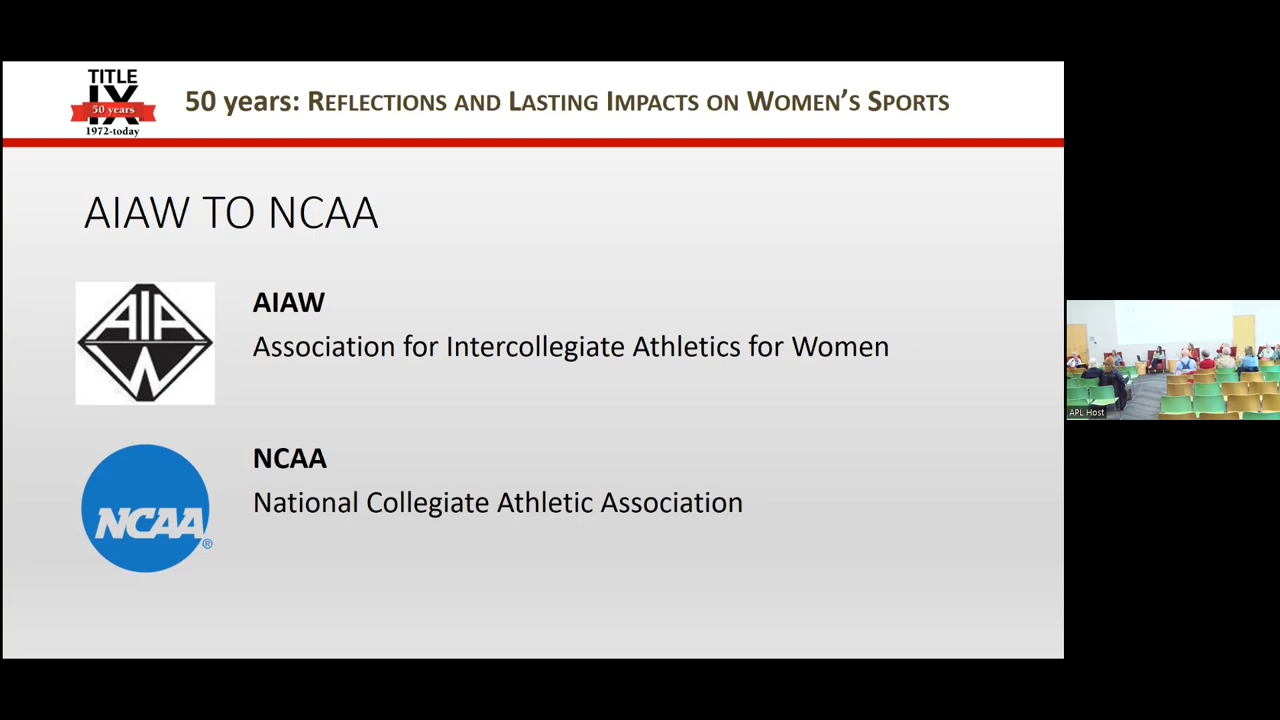 TITLE
IX
50 years
1972-today
50 years: REFLECTIONS AND LASTING IMPACTS ON WOMEN'S SPORTS
AIAW TO NCAA
AIAW
AIAW
Association for Intercollegiate Athletics for Women
NCAA
NCAA
®
National Collegiate Athletic Association
APL Host